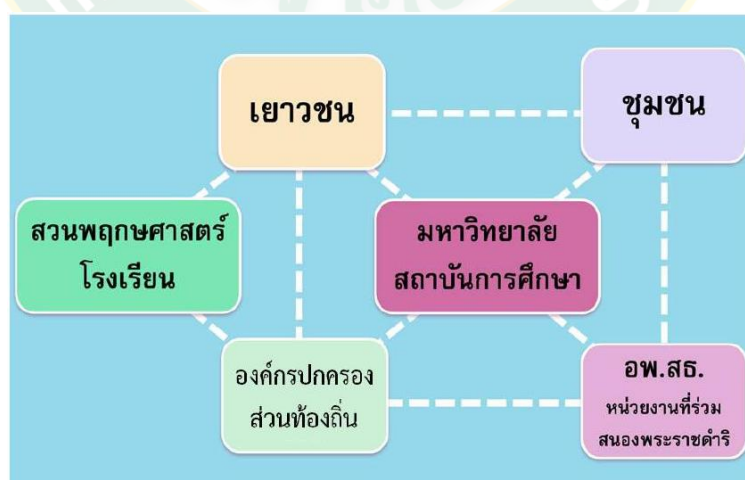 เยาวชน
ชุมชน
สวนพฤกษศาสตร์
โรงเรียน
มหาวิทยาลัย
สถาบันการศึกษา
องค์กรปกครอง
ส่วนท้องถิ่น
อพ.สธ.
หน่วยงานที่ร่วม
สนองพระราชดำริ